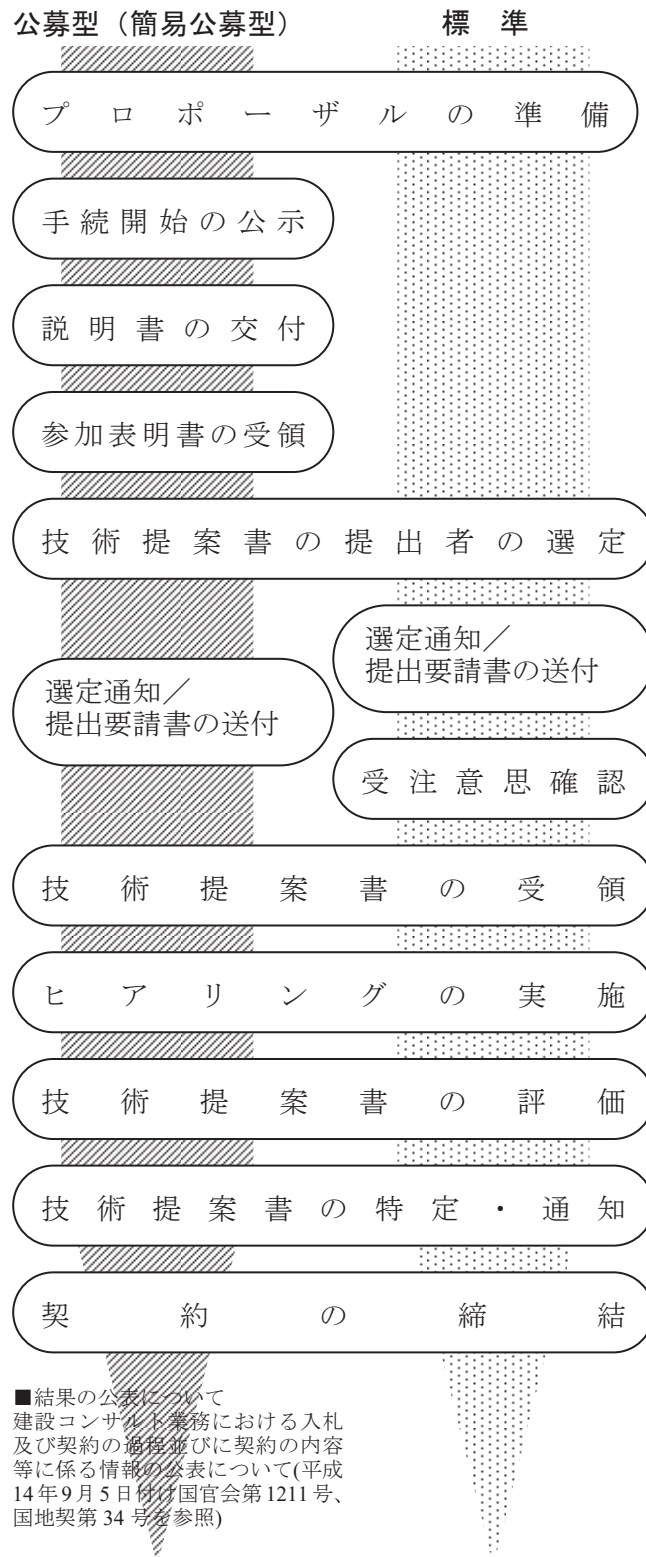 公募型（簡易公募型）
標準
プロポーザルの準備
手続開始の公示
説明書の交付
参加表明書の受領
技術提案書の提出者の選定
選定通知／
提出要請書の送付
選定通知／
提出要請書の送付
受注意思確認
技術提案書の受領
ヒアリングの実施
技術提案書の評価
技術提案書の特定・通知
契約の締結
■結果の公表について
建設コンサルト業務における入札
及び契約の過程並びに契約の内容
等に係る情報の公表について(平成
14年9月5日付け国官会第1211号、
国地契第34号を参照)